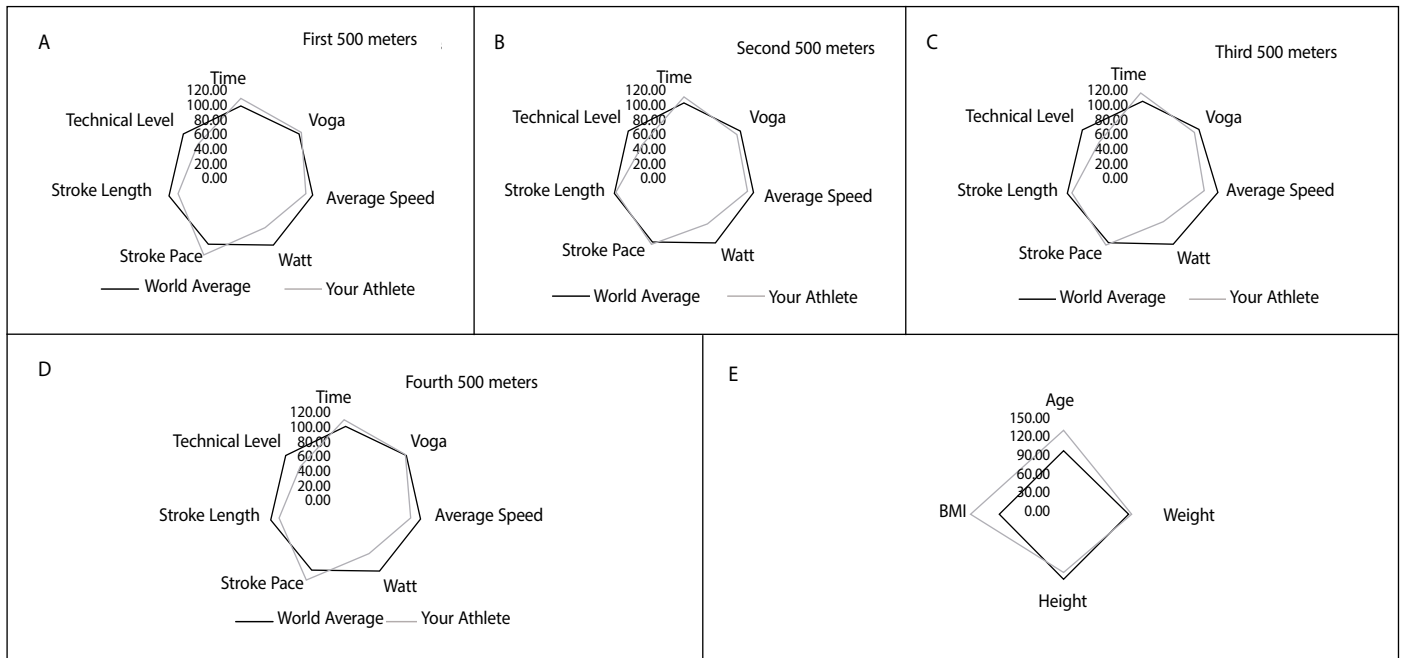 A
First 500 meters
Time
120.00
100.00
80.00
60.00
40.00
20.00
0.00
Technical Level
Voga
Stroke Length
Average Speed
Stroke Pace
Watt
World Average
Your Athlete
B
Second 500 meters
Time
120.00
100.00
80.00
60.00
40.00
20.00
0.00
Technical Level
Voga
Stroke Length
Average Speed
Stroke Pace
Watt
World Average
Your Athlete
C
Third 500 meters
Time
120.00
100.00
80.00
60.00
40.00
20.00
0.00
Technical Level
Voga
Stroke Length
Average Speed
Stroke Pace
Watt
World Average
Your Athlete
D
Fourth 500 meters
Time
120.00
100.00
80.00
60.00
40.00
20.00
0.00
Technical Level
Voga
Stroke Length
Average Speed
Stroke Pace
Watt
World Average
Your Athlete
E
Age
150.00
120.00
90.00
60.00
30.00
0.00
BMI
Weight
Height